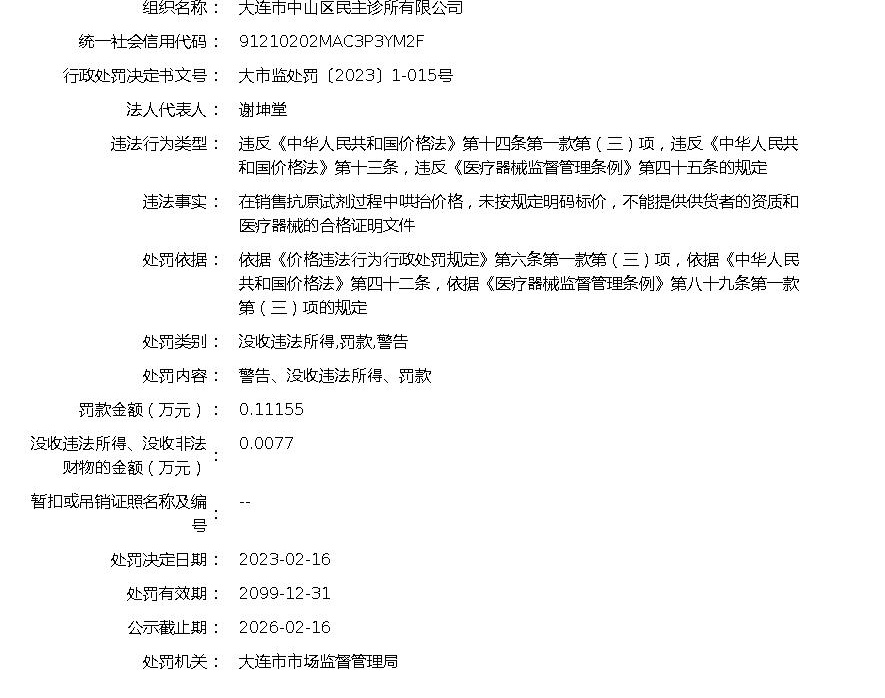 组织名称： 大连市中山区民主诊所有限公司
统一社会信用代码： 91210202MAC3P3YM2F
行政处罚决定书文号： 大市监处罚〔2023〕1-015号
法人代表人： 谢坤堂
违法行为类型： 违反《中华人民共和国价格法》第十四条第一款第（三）项，违反《中华人民共
和国价格法》第十三条，违反《医疗器械监督管理条例》第四十五条的规定
违法事实： 在销售抗原试剂过程中哄抬价格，未按规定明码标价，不能提供供货者的资质和
医疗器械的合格证明文件
处罚依据： 依据《价格违法行为行政处罚规定》第六条第一款第（三）项，依据《中华人民
共和国价格法》第四十二条，依据《医疗器械监督管理条例》第八十九条第一款
第（三）项的规定
处罚类别： 没收违法所得,罚款,警告
处罚内容： 警告、没收违法所得、罚款
罚款金额（万元）： 0.11155
没收违法所得、没收非法
财物的金额（万元）： 0.0077
暂扣或吊销证照名称及编
号： --
处罚决定日期： 2023-02-16
处罚有效期： 2099-12-31
公示截止期： 2026-02-16
处罚机关： 大连市市场监督管理局